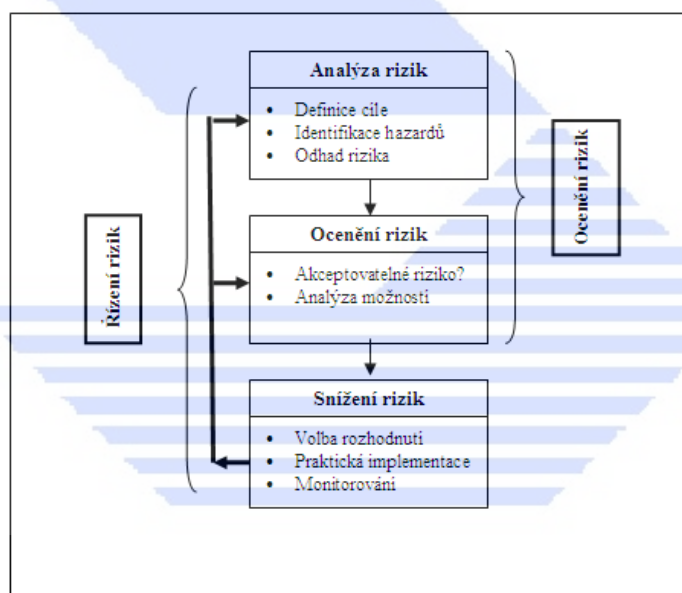 Analýza rizik
• Definice cíle
• Identifikace hazardů
• Odhad rizika
Ocenění rizik
• Akceptovatelné riziko?
• Analýza možností
Snížení rizik
• Volba rozhodnutí
• Praktická implementace
• Monitorování
Řízení rizik
Ocenění rizik